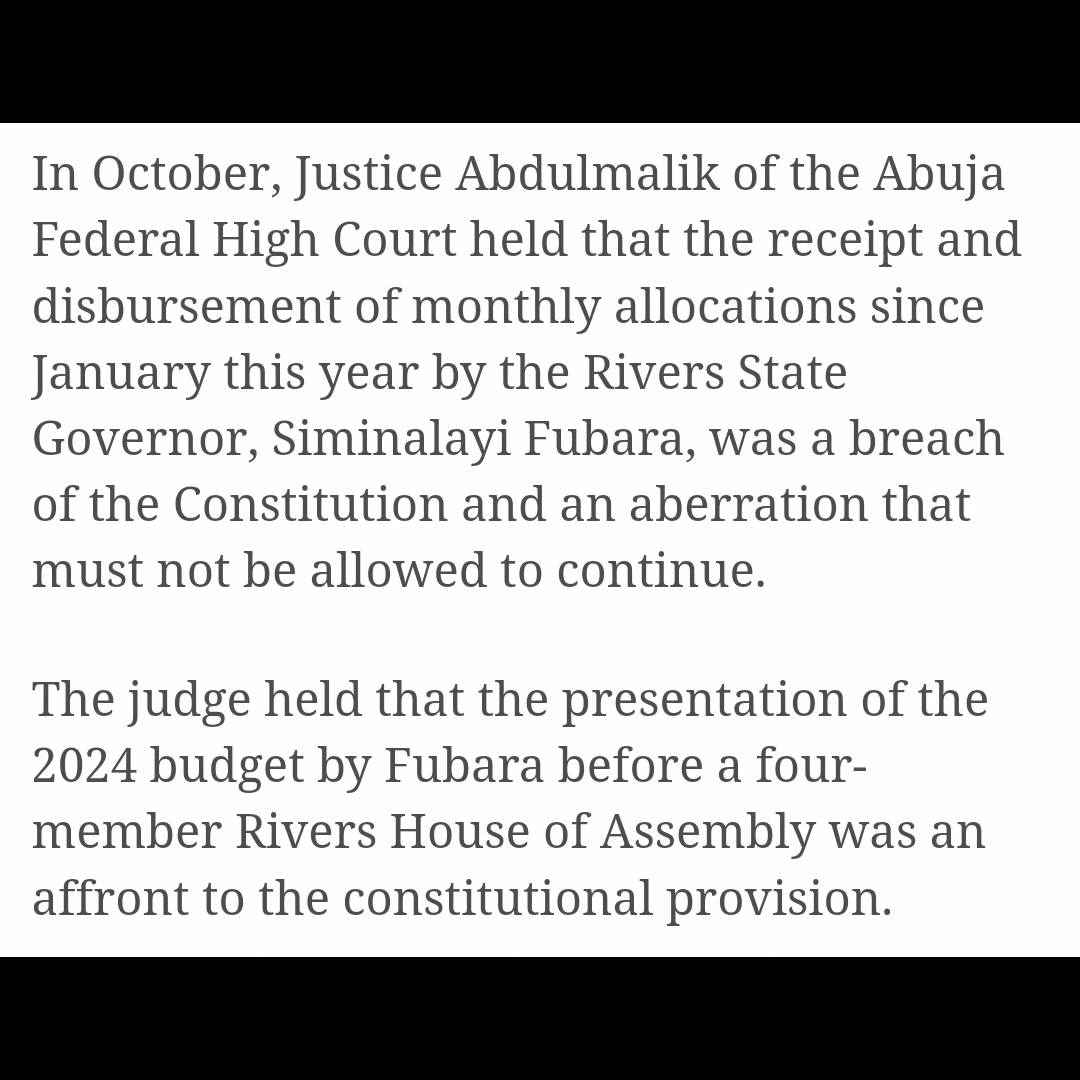 In October, Justice Abdulmalik of the Abuja
Federal High Court held that the receipt and
disbursement of monthly allocations since
January this year by the Rivers State
Governor, Siminalayi Fubara, was a breach
of the Constitution and an aberration that
must not be allowed to continue.
The judge held that the presentation of the
2024 budget by Fubara before a four-
member Rivers House of Assembly was an
affront to the constitutional provision.